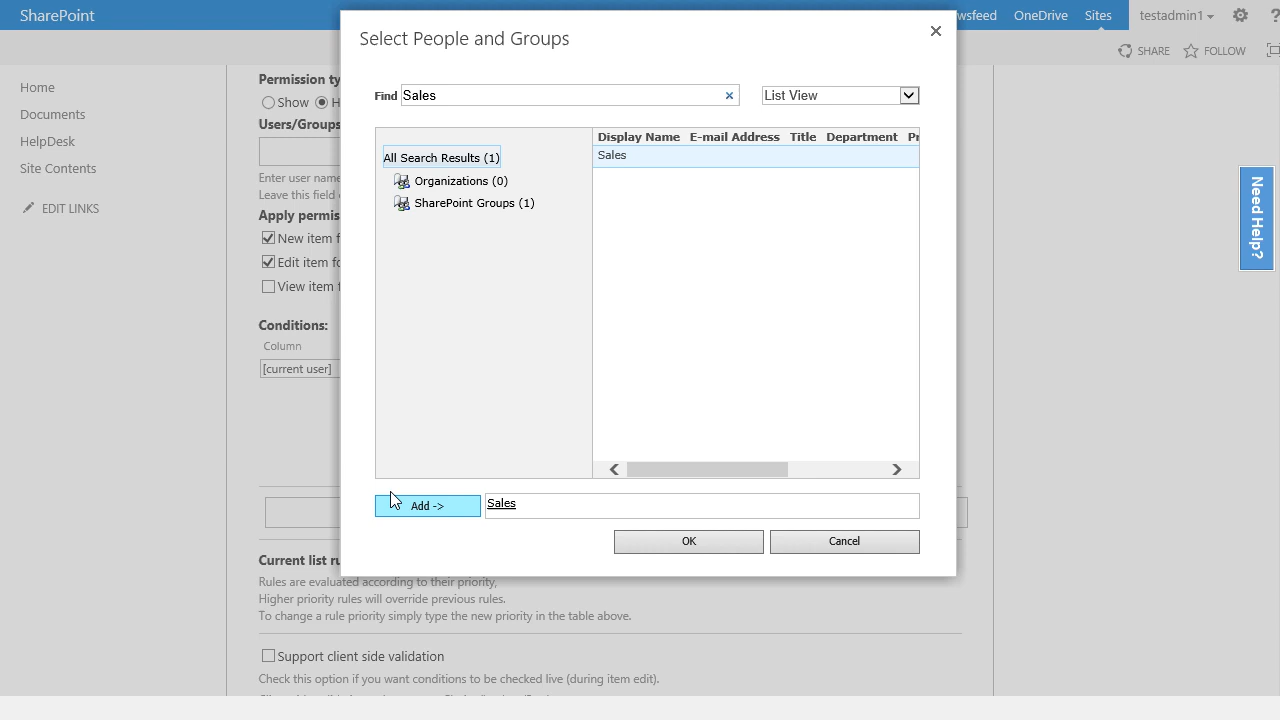 SharePoint
wsfeed OneDrive Sites testadmin1 ?
SHARE FOLLOW
Home
Documents
HelpDesk
Site Contents
EDIT LINKS
Permission ty
Show H
Users/Groups
Enter user name
Leave this field
Apply permis
New item f
Edit item fo
View item f
Conditions:
Column
[current user]
Select People and Groups
Find Sales × List View
All Search Results (1)
Organizations (0)
SharePoint Groups (1)
Display Name E-mail Address Title Department Pr
Sales
Add -> Sales
OK Cancel
Current list ru
Rules are evaluated according to their priority,
Higher priority rules will override previous rules.
To change a rule priority simply type the new priority in the table above.
Support client side validation
Check this option if you want conditions to be checked live (during item edit).
Need Help?